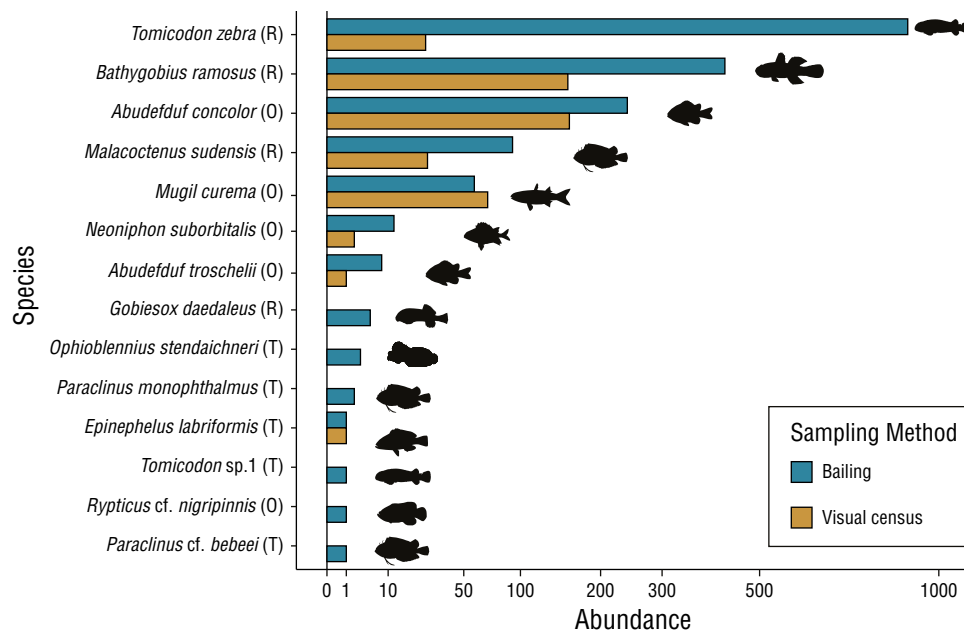 Tomicodon zebra (R)
Bathygobius ramosus (R)
Abudefduf concolor (O)
Malacoctenus sudensis (R)
Mugil curema (O)
Neoniphon suborbitalis (O)
Abudefduf troschelii (O)
Gobiesox daedaleus (R)
Ophioblennius stendaichneri (T)
Paraclinus monophthalmus (T)
Epinephelus labriformis (T)
Tomicodon sp.1 (T)
Rypticus cf. nigripinnis (O)
Paraclinus cf. bebeei (T)
Species
Sampling Method
Bailing
Visual census
0 1 10 50 100 200 300 500 1000
Abundance